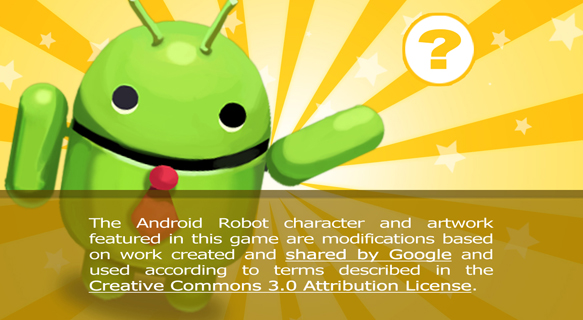 ?
The Android Robot character and artwork
featured in this game are modifications based
on work created and shared by Google and
used according to terms described in the
Creative Commons 3.0 Attribution License.